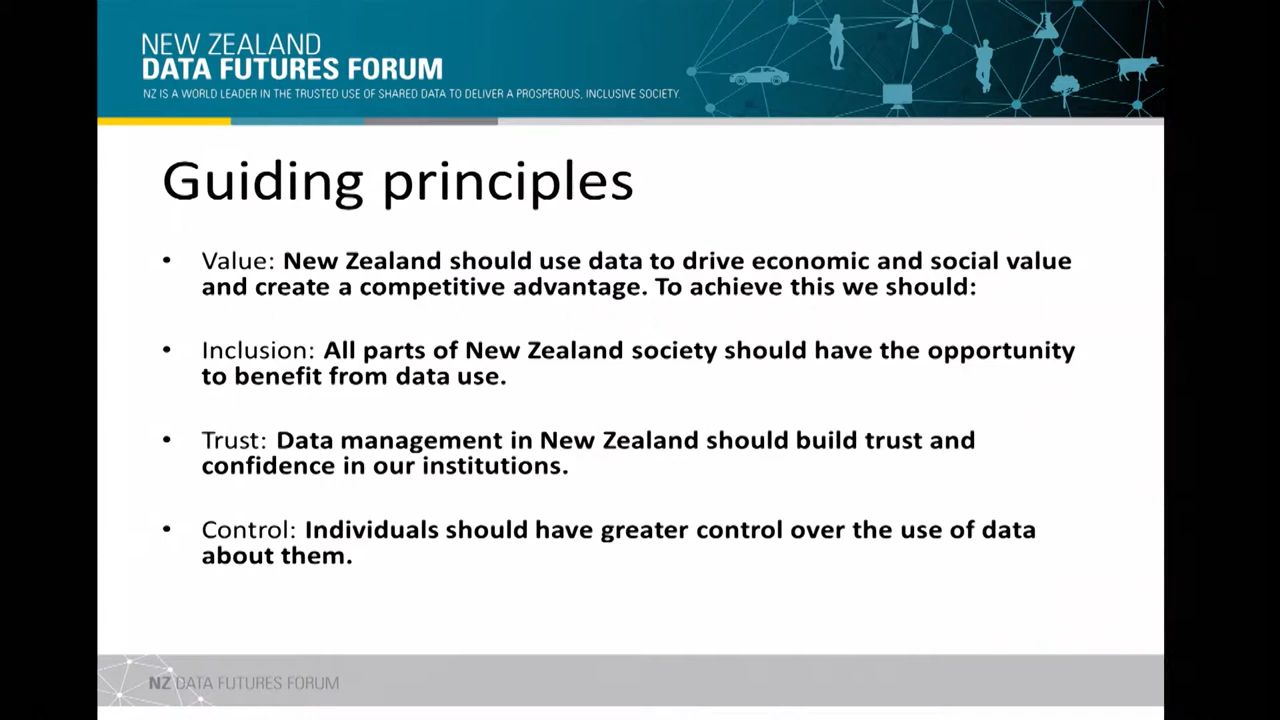 NEW ZEALAND
DATA FUTURES FORUM
NZ IS A WORLD LEADER IN THE TRUSTED USE OF SHARED DATA TO DELIVER A PROSPEROUS, INCLUSIVE SOCIETY.
Guiding principles
• Value: New Zealand should use data to drive economic and social value
and create a competitive advantage. To achieve this we should:
• Inclusion: All parts of New Zealand society should have the opportunity
to benefit from data use.
• Trust: Data management in New Zealand should build trust and
confidence in our institutions.
• Control: Individuals should have greater control over the use of data
about them.
NZ DATA FUTURES FORUM